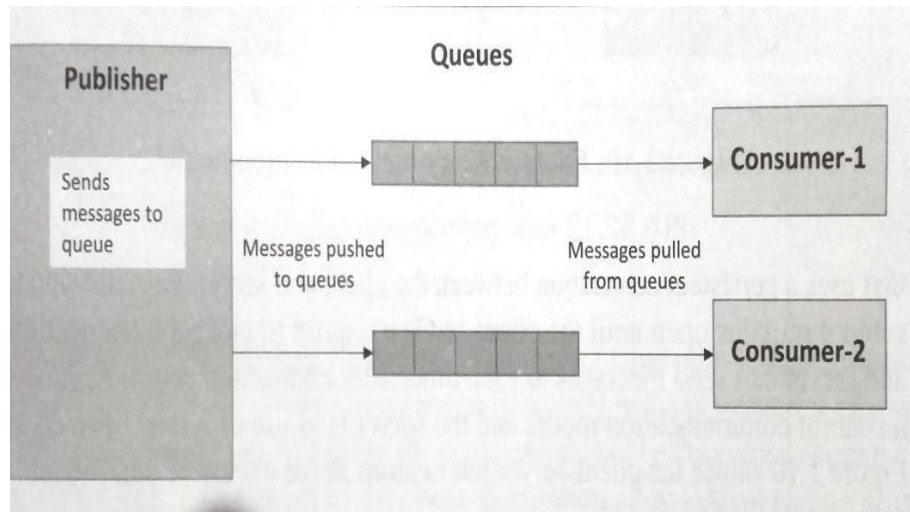 Queues
Publisher
Sends
messages to
queue
Messages pushed
to queues
Messages pulled
from queues
Consumer-1
Consumer-2